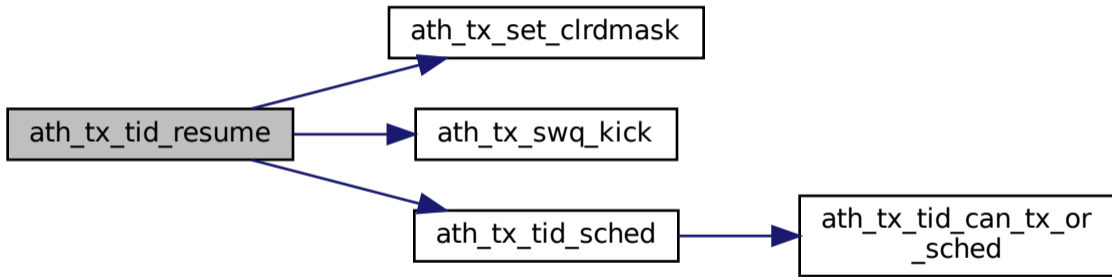 ath_tx_set_clrdmask
ath_tx_tid_resume
ath_tx_swq_kick
ath_tx_tid_sched
ath_tx_tid_can_tx_or
_sched